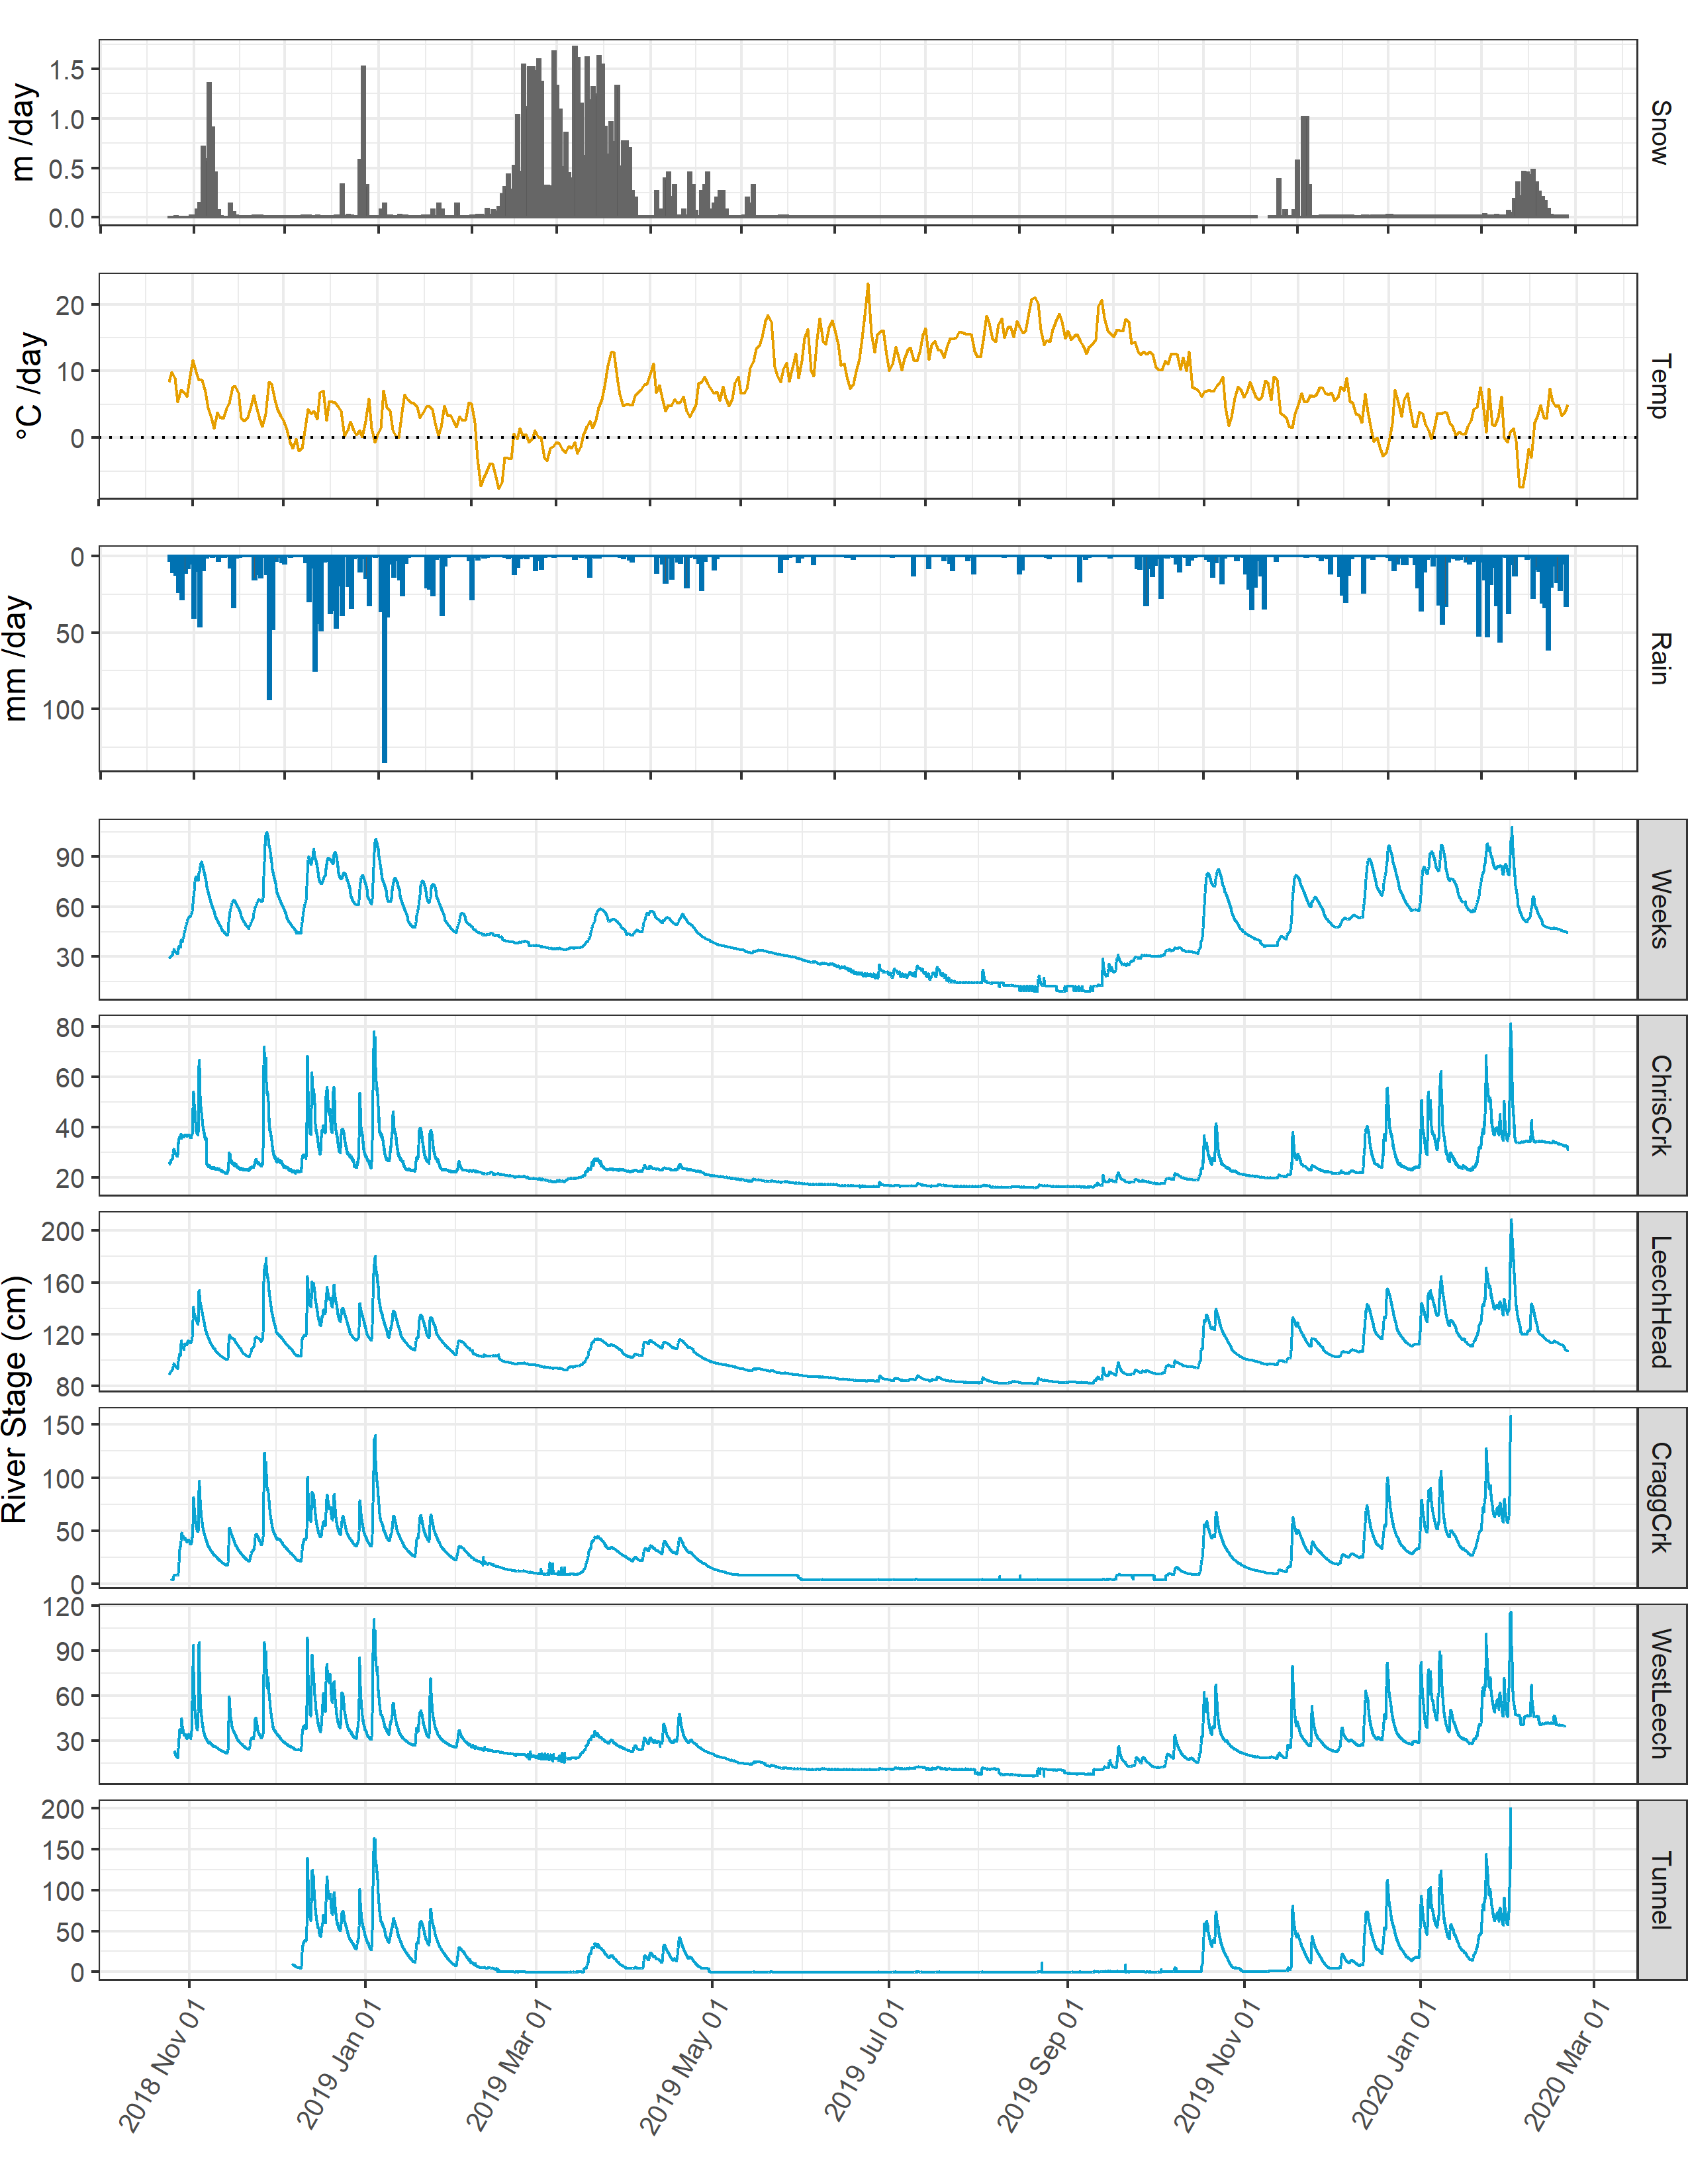 1.5
1.0
0.5
0.0
m /day
Snow
20
10
0
°C /day
Temp
0
50
100
mm /day
Rain
90
60
30
Weeks
80
60
40
20
ChrisCrk
200
160
120
80
LeechHead
River Stage (cm)
150
100
50
0
CraggCrk
120
90
60
30
WestLeech
200
150
100
50
0
Tunnel
2018 Nov 01
2019 Jan 01
2019 Mar 01
2019 May 01
2019 Jul 01
2019 Sep 01
2019 Nov 01
2020 Jan 01
2020 Mar 01